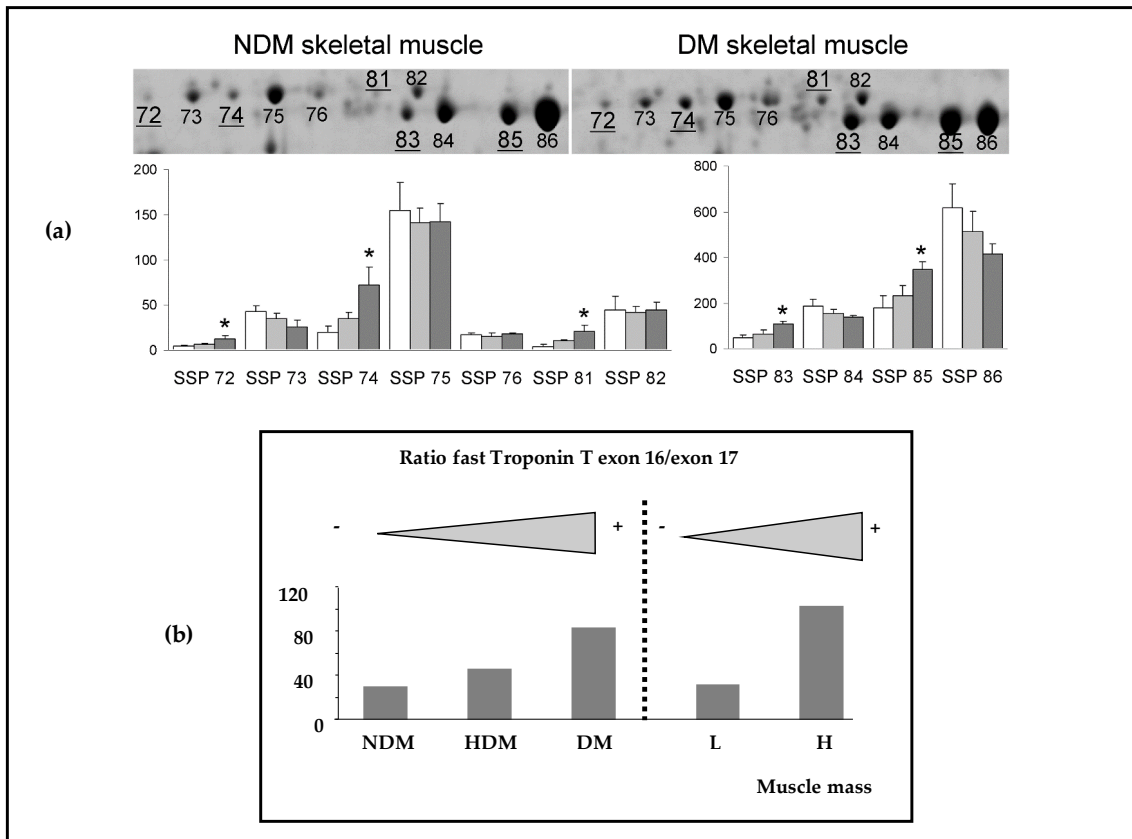 NDM skeletal muscle DM skeletal muscle
81 82 81 82
72 73 74 75 76 72 73 74 75 76
83 84 85 86 83 84 85 86
(a)
200
150
100
50
0
* * *
SSP 72 SSP 73 SSP 74 SSP 75 SSP 76 SSP 81 SSP 82
800
600
400
200
0
* *
SSP 83 SSP 84 SSP 85 SSP 86
(b)
Ratio fast Troponin T exon 16/exon 17
- + - +
120
80
40
0
NDM HDM DM L H
Muscle mass